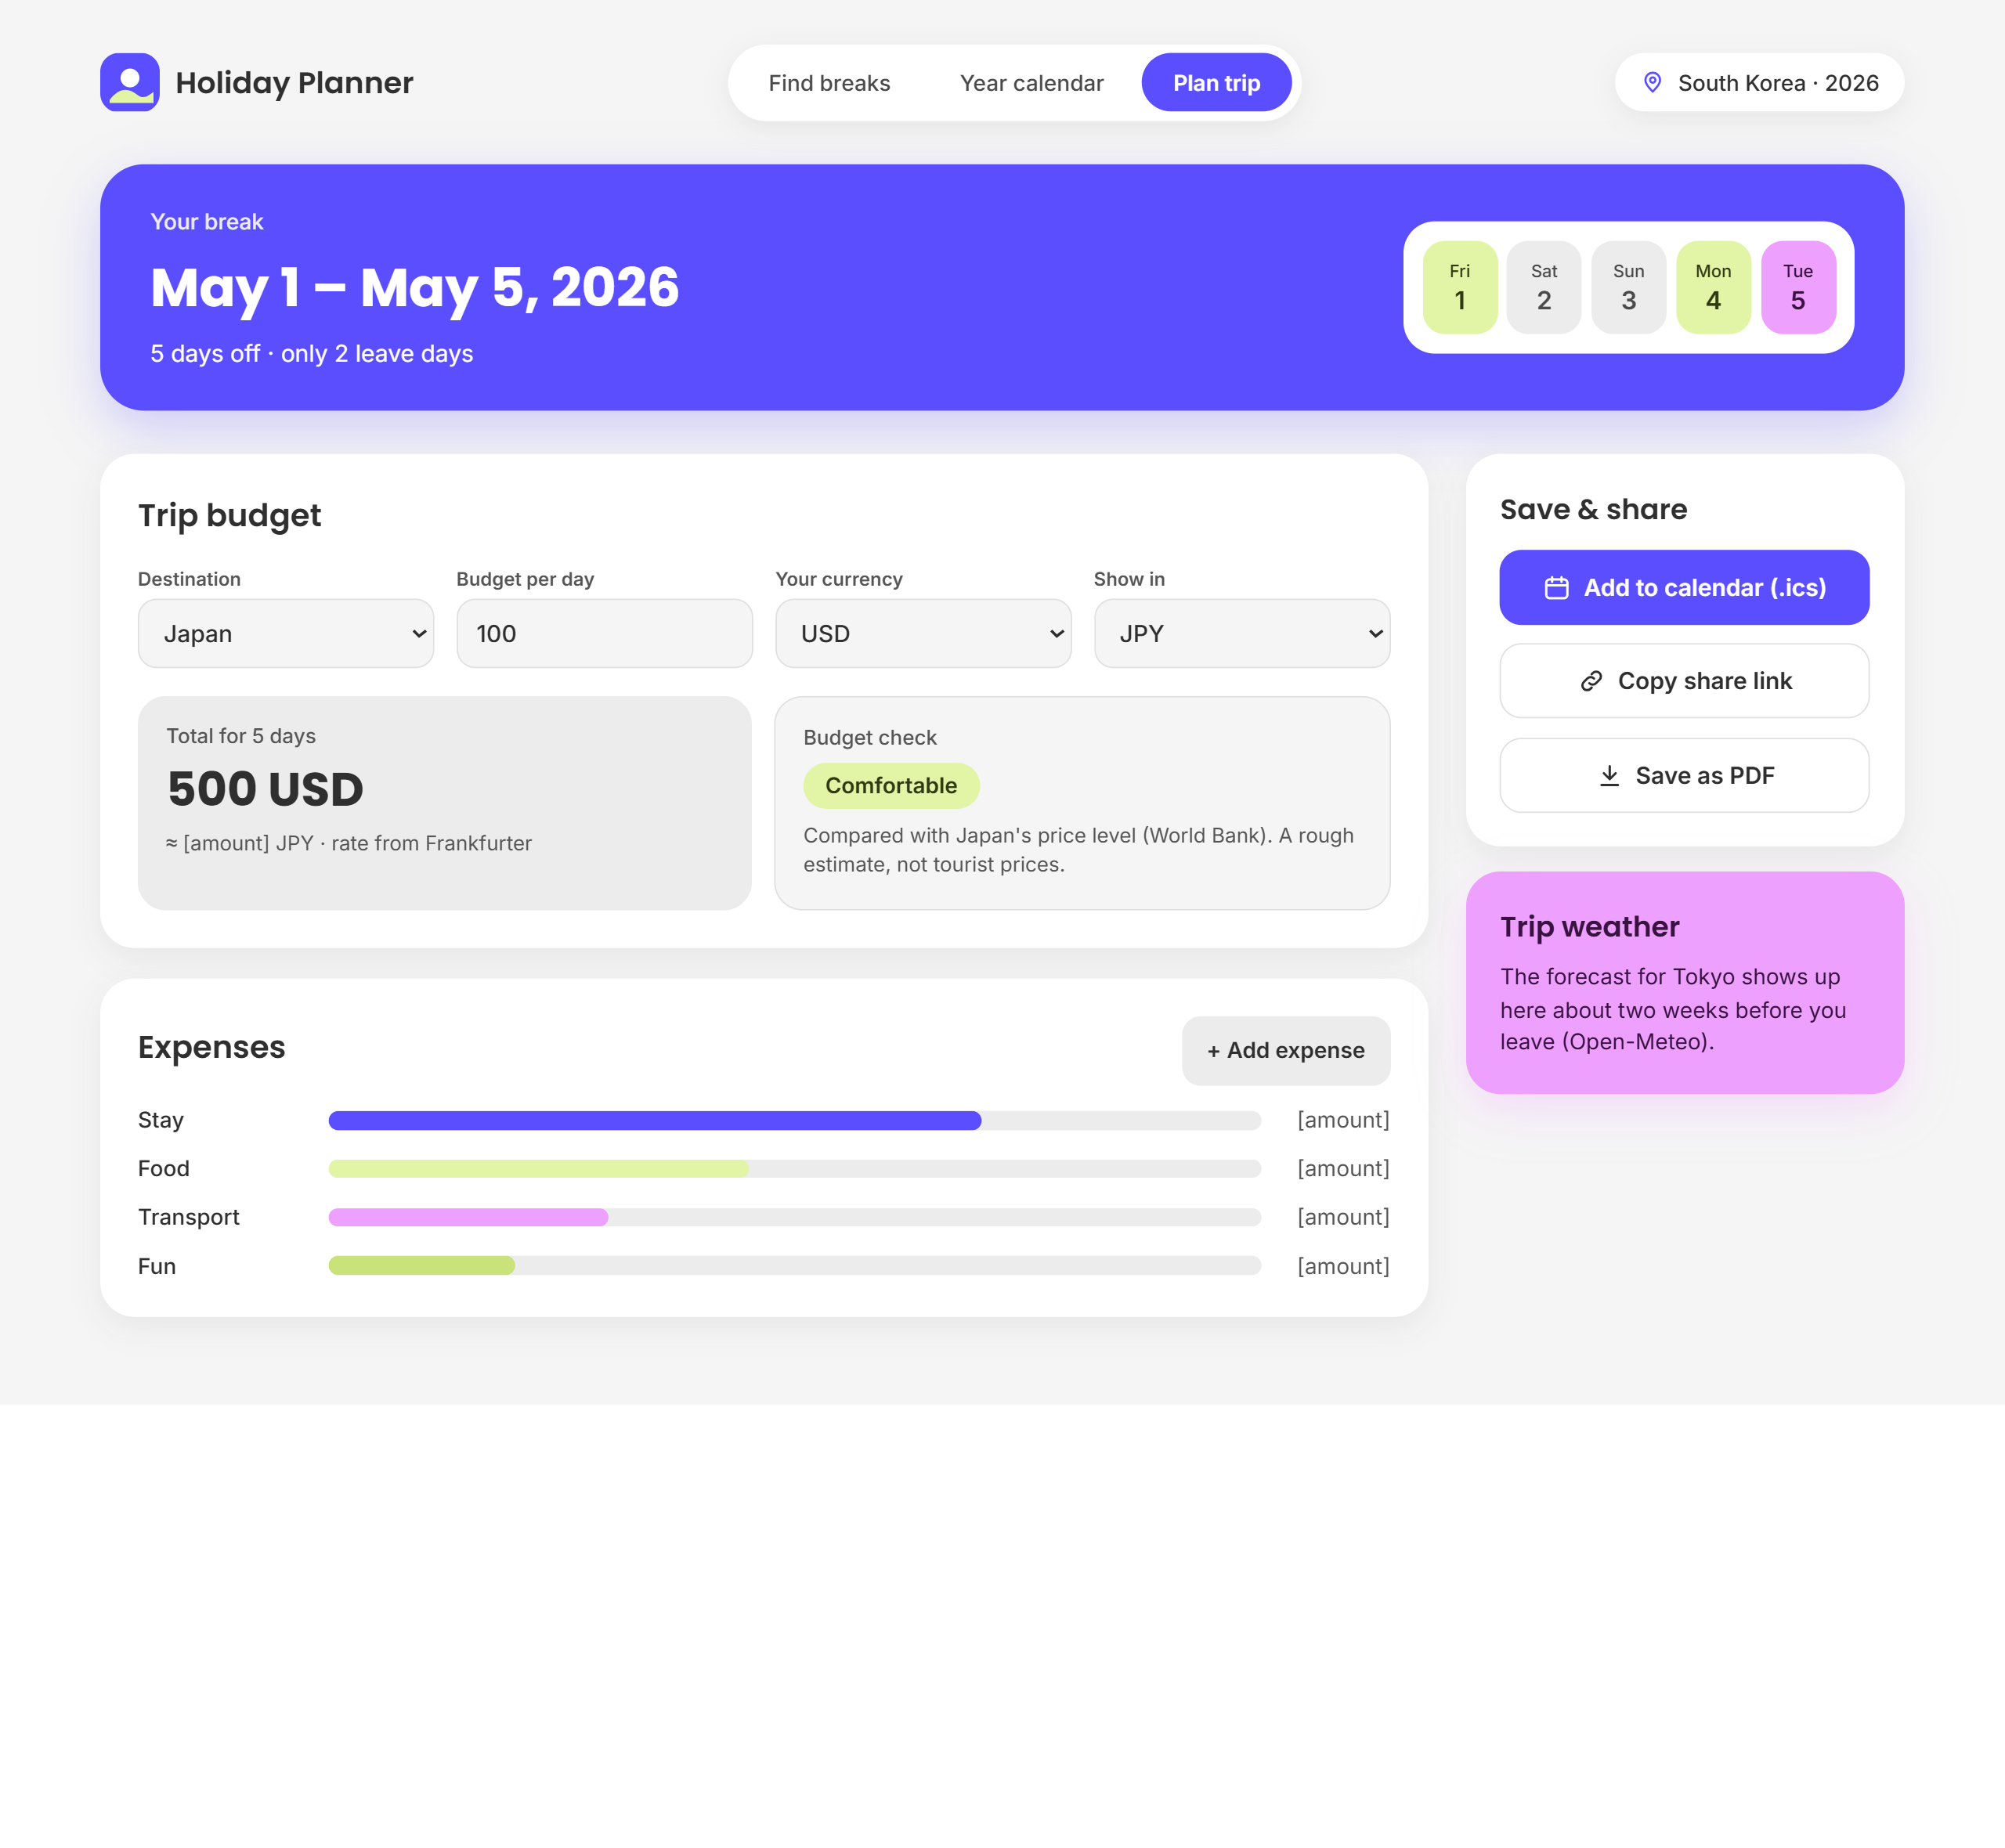 Holiday Planner
Find breaks
Year calendar
Plan trip
South Korea · 2026
Your break
May 1 – May 5, 2026
5 days off · only 2 leave days
Fri
1
Sat
2
Sun
3
Mon
4
Tue
5
Trip budget
Destination
Japan
Budget per day
100
Your currency
USD
Show in
JPY
Total for 5 days
500 USD
≈ [amount] JPY · rate from Frankfurter
Budget check
Comfortable
Compared with Japan's price level (World Bank). A rough
estimate, not tourist prices.
Expenses
+ Add expense
Stay
[amount]
Food
[amount]
Transport
[amount]
Fun
[amount]
Save & share
Add to calendar (.ics)
Copy share link
Save as PDF
Trip weather
The forecast for Tokyo shows up
here about two weeks before you
leave (Open-Meteo).